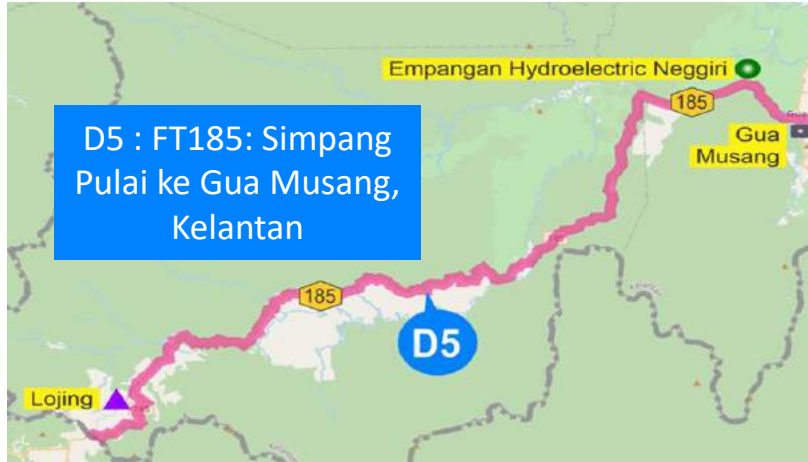 Empangan Hydroelectric Neggiri
185
Gua
Musang
D5 : FT185: Simpang
Pulai ke Gua Musang,
Kelantan
185
D5
Lojing